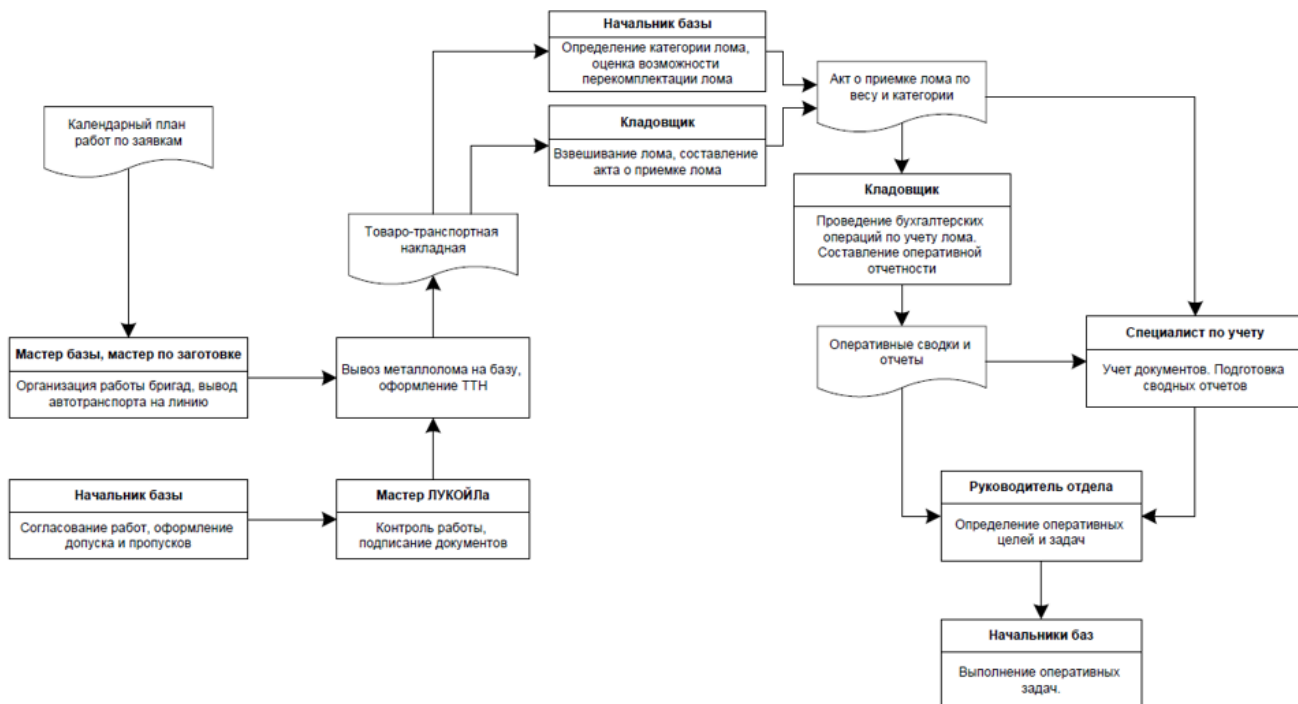 Календарный план
работ по заявкам
Мастер базы, мастер по заготовке
Организация работы бригад, вывод
автотранспорта на линию
Начальник базы
Согласование работ, оформление
допуска и пропусков
Товаро-транспортная
накладная
Вывоз металлолома на базу,
оформление ТТН
Мастер ЛУКОЙЛа
Контроль работы,
подписание документов
Начальник базы
Определение категории лома,
оценка возможности
перекомплектации лома
Кладовщик
Взвешивание лома, составление
акта о приемке лома
Акт о приемке лома по
весу и категории
Кладовщик
Проведение бухгалтерских
операций по учету лома.
Составление оперативной
отчетности
Оперативные сводки и
отчеты
Специалист по учету
Учет документов. Подготовка
сводных отчетов
Руководитель отдела
Определение оперативных
целей и задач
Начальники баз
Выполнение оперативных
задач.